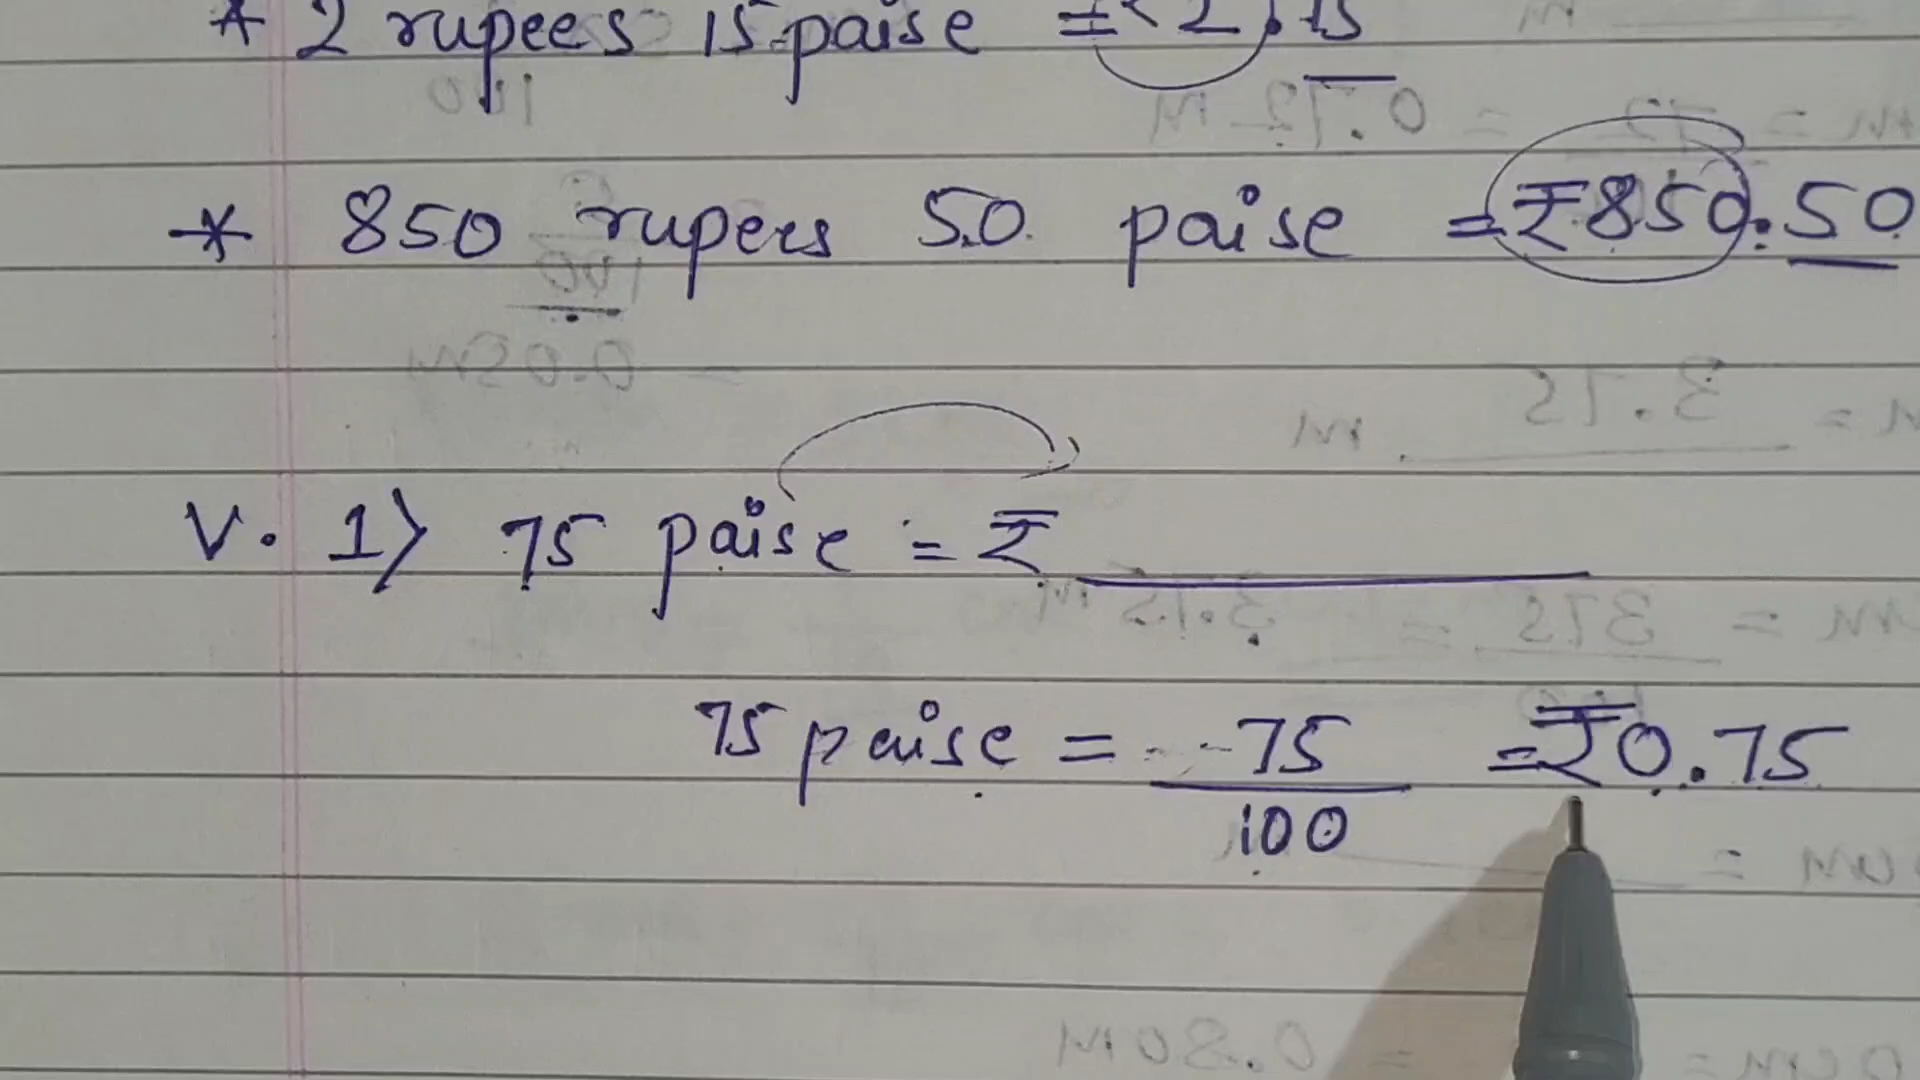 * 2 rupees 15 paise = ₹ 2.15
* 850 rupees 50 paise = ₹850.50
V. 1) 75 paise = ₹ ________
75 paise = 75/100 = ₹0.75